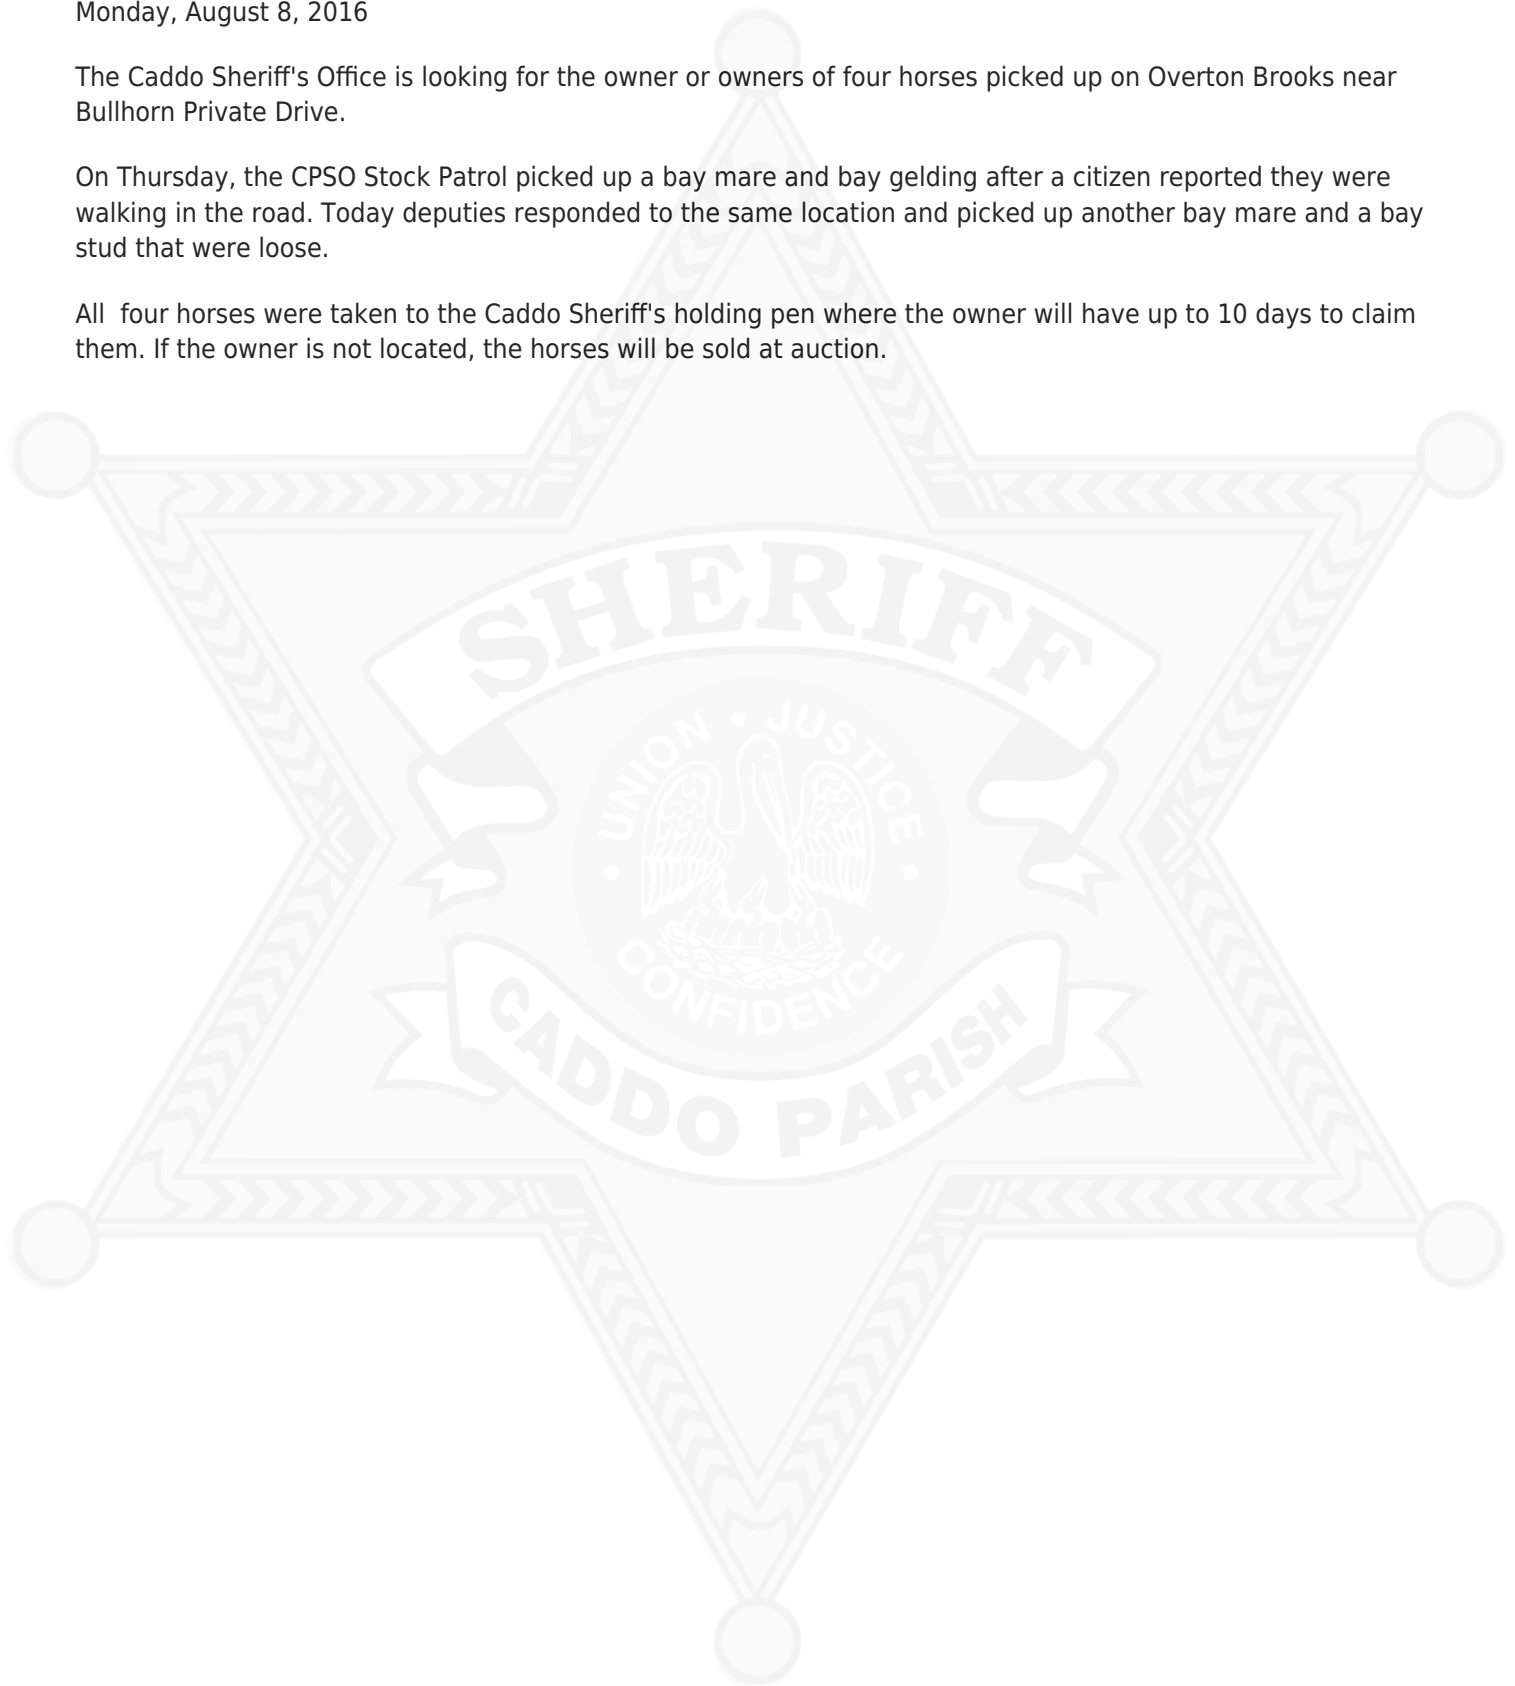 Monday, August 8, 2016
The Caddo Sheriff's Office is looking for the owner or owners of four horses picked up on Overton Brooks near
Bullhorn Private Drive.
On Thursday, the CPSO Stock Patrol picked up a bay mare and bay gelding after a citizen reported they were
walking in the road. Today deputies responded to the same location and picked up another bay mare and a bay
stud that were loose.
All  four horses were taken to the Caddo Sheriff's holding pen where the owner will have up to 10 days to claim
them. If the owner is not located, the horses will be sold at auction.
SHERIFF
UNION • JUSTICE
• CONFIDENCE •
CADDO PARISH